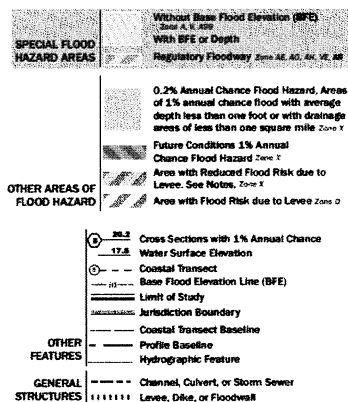 Without Base Flood Elevation (BFE)
Zone A, V, A99
With BFE or Depth
SPECIAL FLOOD
HAZARD AREAS
Regulatory Floodway Zone AE, AO, AH, VE, AR
0.2% Annual Chance Flood Hazard, Areas
of 1% annual chance flood with average
depth less than one foot or with drainage
areas of less than one square mile Zone X
Future Conditions 1% Annual
Chance Flood Hazard Zone X
Area with Reduced Flood Risk due to
Levee. See Notes. Zone X
OTHER AREAS OF
FLOOD HAZARD
Area with Flood Risk due to Levee Zone D
20.2 Cross Sections with 1% Annual Chance
17.5 Water Surface Elevation
Coastal Transect
Base Flood Elevation Line (BFE)
Limit of Study
Jurisdiction Boundary
Coastal Transect Baseline
OTHER
FEATURES
Profile Baseline
Hydrographic Feature
GENERAL
STRUCTURES
Channel, Culvert, or Storm Sewer
Levee, Dike, or Floodwall